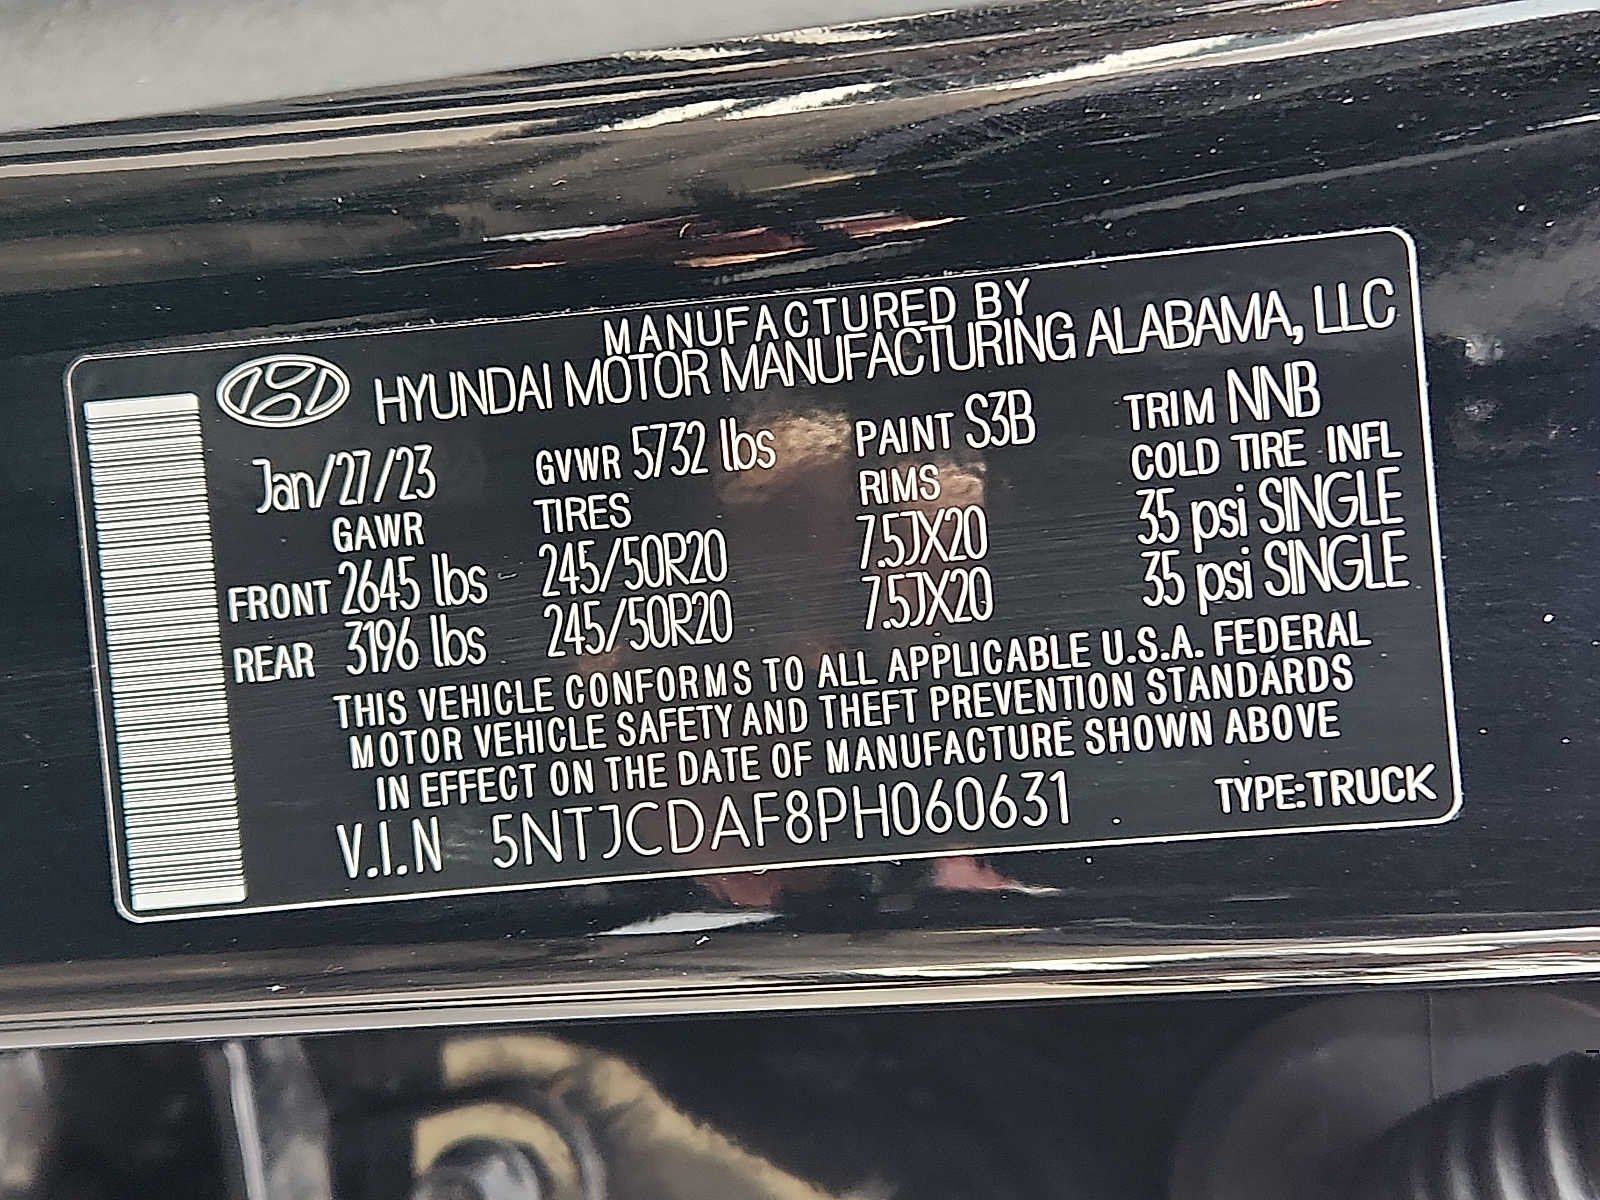 MANUFACTURED BY
HYUNDAI MOTOR MANUFACTURING ALABAMA, LLC
Jan/27/23 GVWR 5732 lbs PAINT S3B TRIM NNB
GAWR TIRES RIMS COLD TIRE INFL
FRONT 2645 lbs 245/50R20 7.5JX20 35 psi SINGLE
REAR 3196 lbs 245/50R20 7.5JX20 35 psi SINGLE
THIS VEHICLE CONFORMS TO ALL APPLICABLE U.S.A. FEDERAL
MOTOR VEHICLE SAFETY AND THEFT PREVENTION STANDARDS
IN EFFECT ON THE DATE OF MANUFACTURE SHOWN ABOVE
V.I.N 5NTJCDAF8PH060631 TYPE:TRUCK